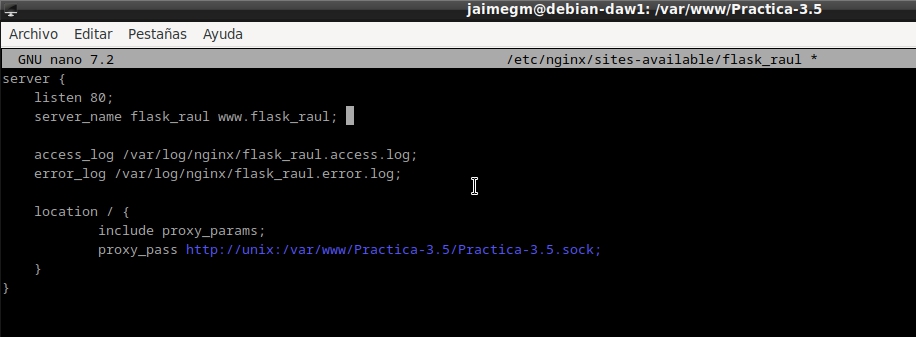 jaimegm@debian-daw1: /var/www/Practica-3.5
Archivo Editar Pestañas Ayuda
GNU nano 7.2 /etc/nginx/sites-available/flask_raul *
server {
    listen 80;
    server_name flask_raul www.flask_raul;
    access_log /var/log/nginx/flask_raul.access.log;
    error_log /var/log/nginx/flask_raul.error.log;
    location / {
            include proxy_params;
            proxy_pass http://unix:/var/www/Practica-3.5/Practica-3.5.sock;
    }
}